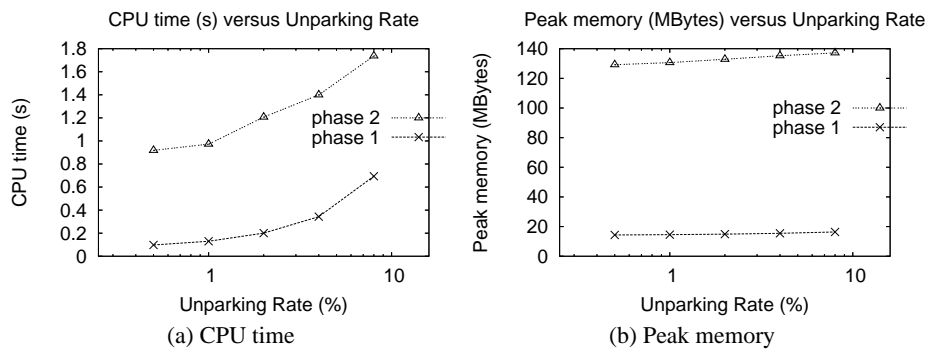 CPU time (s) versus Unparking Rate
1.8
1.6
1.4
1.2
1
0.8
0.6
0.4
0.2
0
CPU time (s)
phase 2
phase 1
1
10
Unparking Rate (%)
(a) CPU time
Peak memory (MBytes) versus Unparking Rate
140
120
100
80
60
40
20
0
Peak memory (MBytes)
phase 2
phase 1
1
10
Unparking Rate (%)
(b) Peak memory